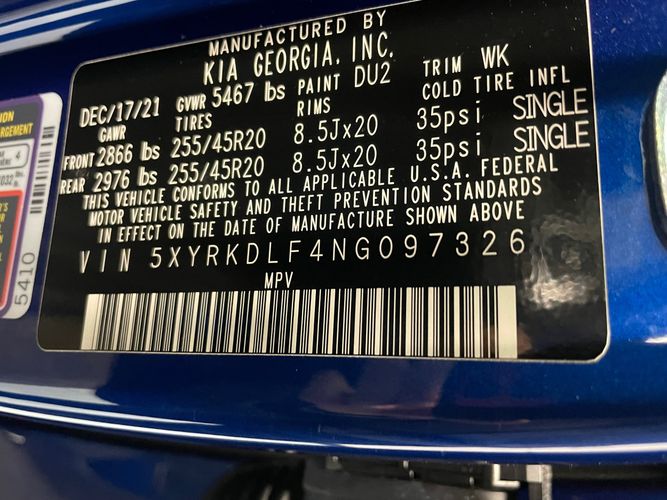 MANUFACTURED BY
KIA GEORGIA, INC.
DEC/17/21 GVWR 5467 lbs PAINT DU2 TRIM WK
GAWR TIRES RIMS COLD TIRE INFL
FRONT 2866 lbs 255/45R20 8.5Jx20 35psi SINGLE
REAR 2976 lbs 255/45R20 8.5Jx20 35psi SINGLE
THIS VEHICLE CONFORMS TO ALL APPLICABLE U.S.A. FEDERAL
MOTOR VEHICLE SAFETY AND THEFT PREVENTION STANDARDS
IN EFFECT ON THE DATE OF MANUFACTURE SHOWN ABOVE
VIN 5XYRKDLF4NG097326
MPV
4
5410